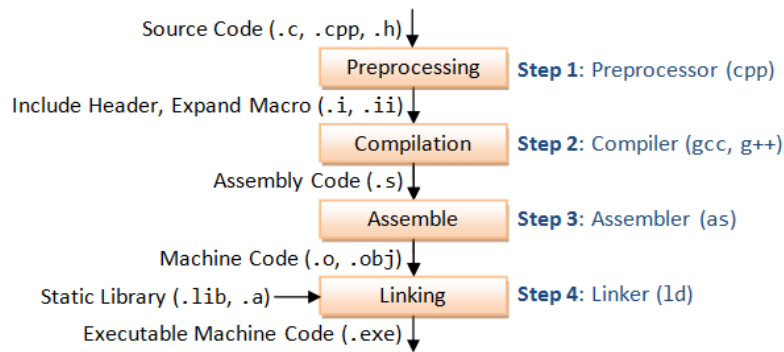 Source Code (.c, .cpp, .h)
Preprocessing
Step 1: Preprocessor (cpp)
Include Header, Expand Macro (.i, .ii)
Compilation
Step 2: Compiler (gcc, g++)
Assembly Code (.s)
Assemble
Step 3: Assembler (as)
Machine Code (.o, .obj)
Static Library (.lib, .a)
Linking
Step 4: Linker (ld)
Executable Machine Code (.exe)